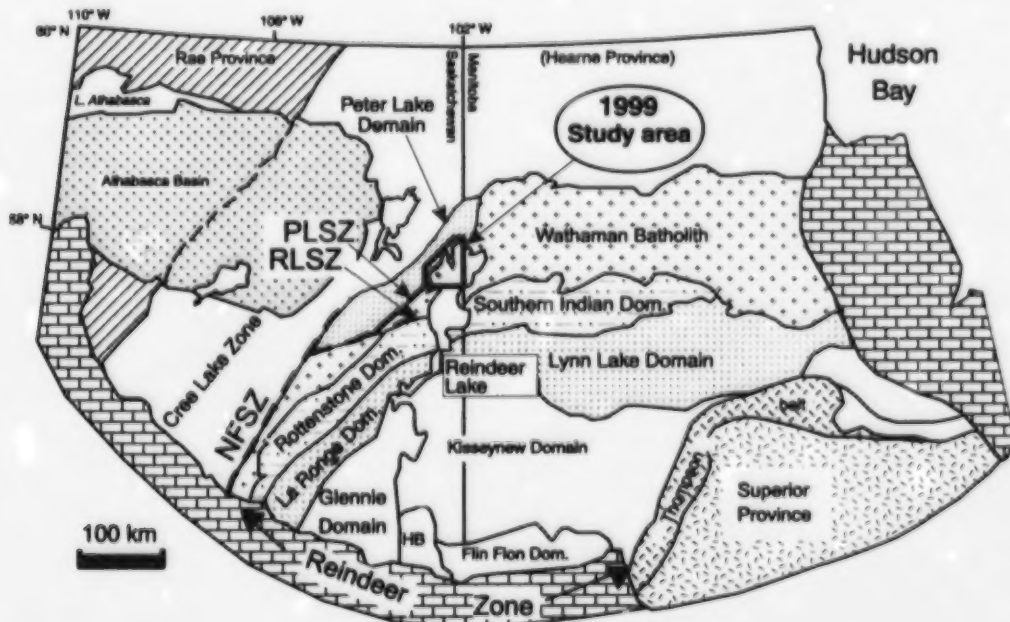 110° W
106° W
102° W
60° N
Rae Province
L. Athabasca
Saskatchewan
Manitoba
(Hearne Province)
Hudson
Bay
Peter Lake
Domain
1999
Study area
Athabasca Basin
58° N
PLSZ
RLSZ
Wathaman Batholith
Southern Indian Dom.
Cree Lake Zone
NFSZ
Rottenstone Dom.
La Ronge Dom.
Reindeer
Lake
Lynn Lake Domain
Kisseynew Domain
Glennie
Domain
HB
Flin Flon Dom.
Thompson
Belt
Superior
Province
100 km
Reindeer
Zone